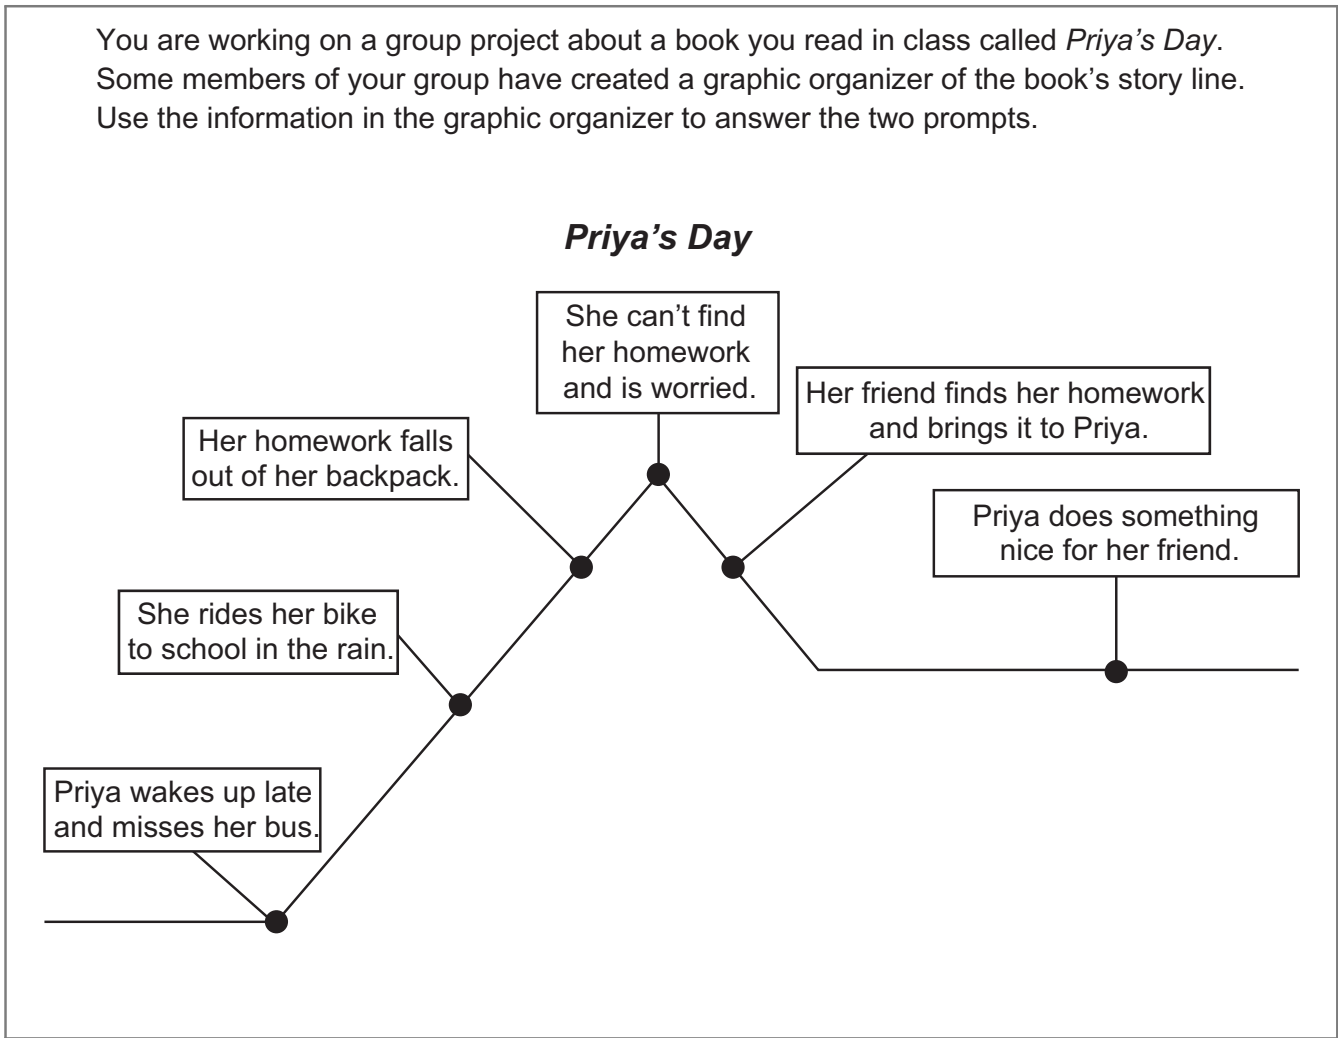 You are working on a group project about a book you read in class called Priya’s Day.
Some members of your group have created a graphic organizer of the book’s story line.
Use the information in the graphic organizer to answer the two prompts.
Priya’s Day
She can’t find
her homework
and is worried.
Her friend finds her homework
and brings it to Priya.
Her homework falls
out of her backpack.
Priya does something
nice for her friend.
She rides her bike
to school in the rain.
Priya wakes up late
and misses her bus.